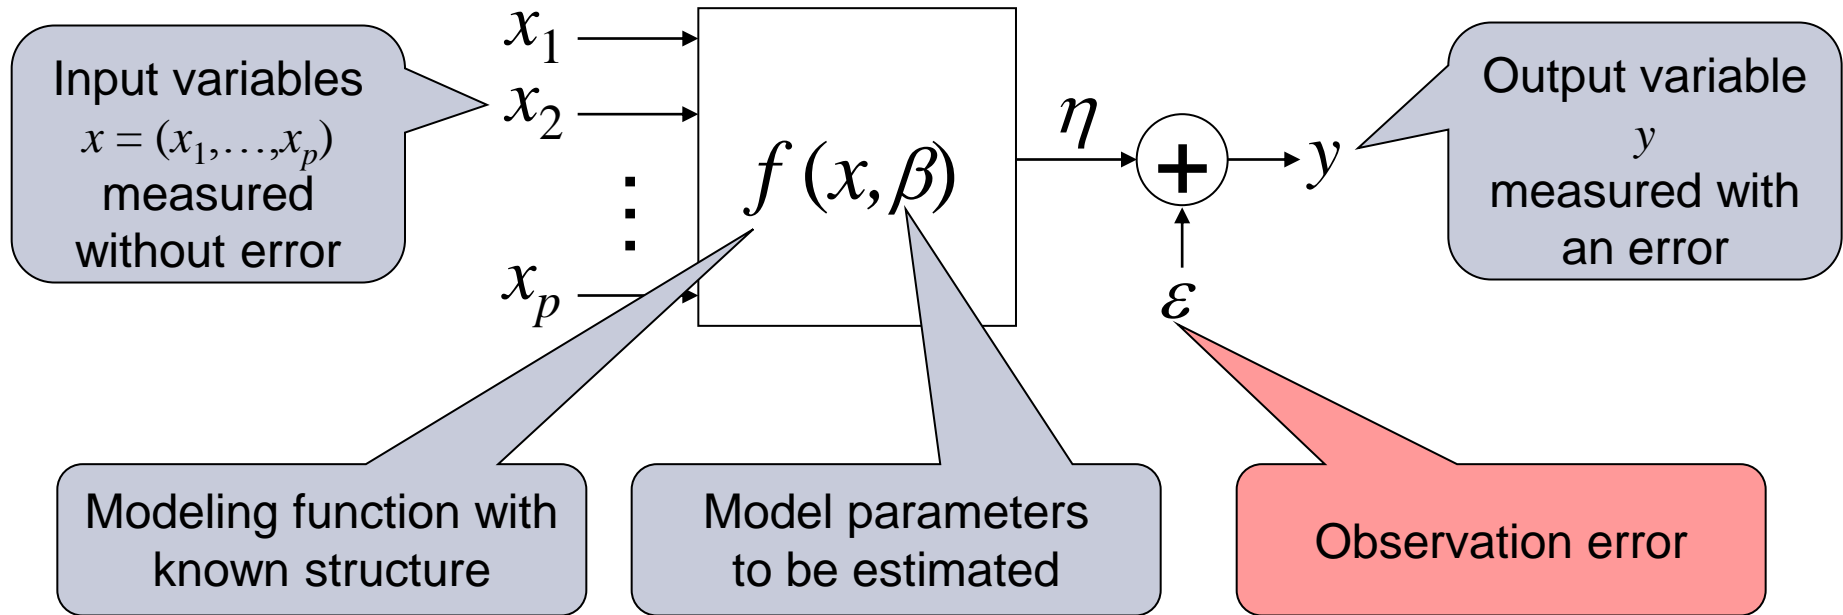 Input variables
x = (x₁,…,xₚ)
measured
without error
x₁
x₂
⋮
xₚ
f (x, β)
η
+
ε
y
Output variable
y
measured with
an error
Modeling function with
known structure
Model parameters
to be estimated
Observation error